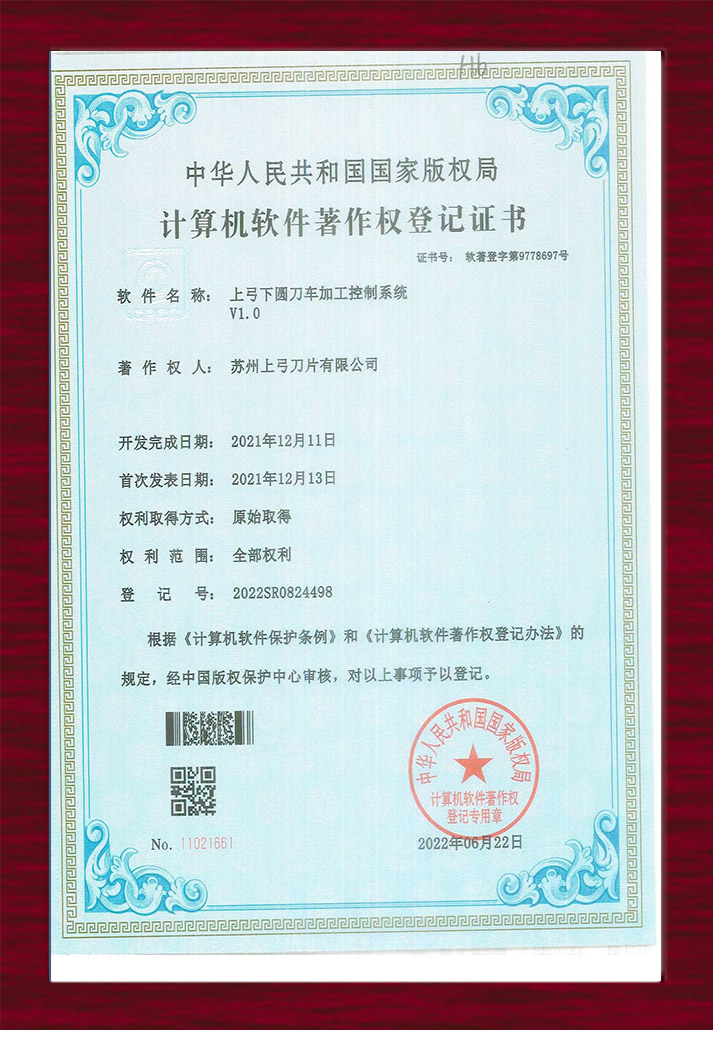 中华人民共和国国家版权局
计算机软件著作权登记证书
证书号： 软著登字第9778697号
软件名称： 上弓下圆刀车加工控制系统
V1.0
著作权人： 苏州上弓刀片有限公司
开发完成日期： 2021年12月11日
首次发表日期： 2021年12月13日
权利取得方式： 原始取得
权利范围： 全部权利
登记号： 2022SR0824498
根据《计算机软件保护条例》和《计算机软件著作权登记办法》的
规定，经中国版权保护中心审核，对以上事项予以登记。
中华人民共和国国家版权局
计算机软件著作权
登记专用章
No. 11021661
2022年06月22日